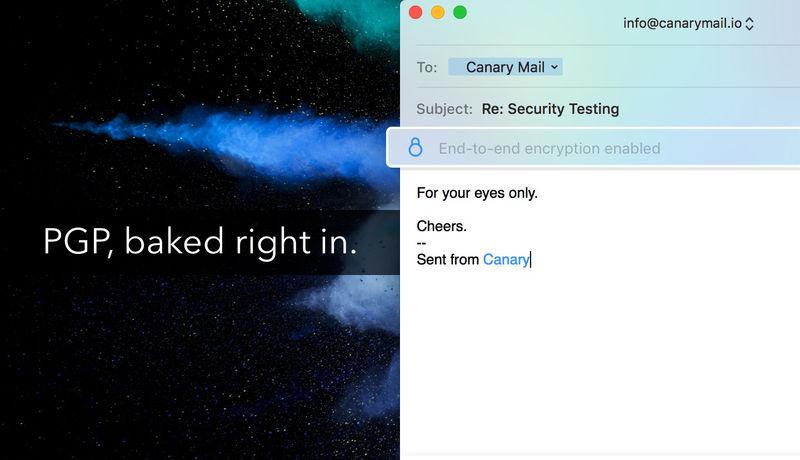 info@canarymail.io
To: Canary Mail
Subject: Re: Security Testing
End-to-end encryption enabled
For your eyes only.
Cheers.
--
Sent from Canary
PGP, baked right in.